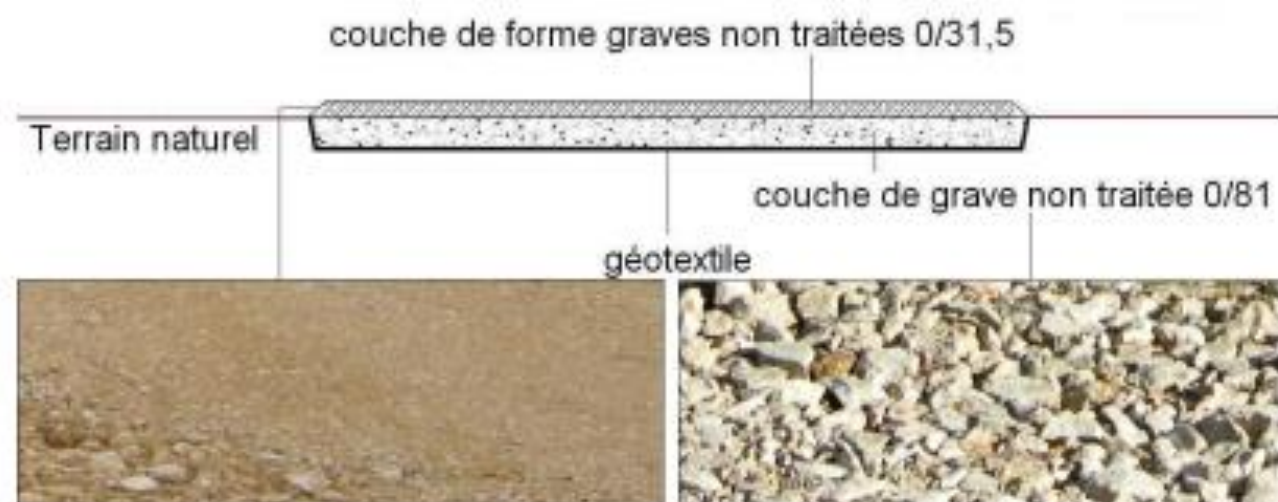 couche de forme graves non traitées 0/31,5
Terrain naturel
couche de grave non traitée 0/81
géotextile